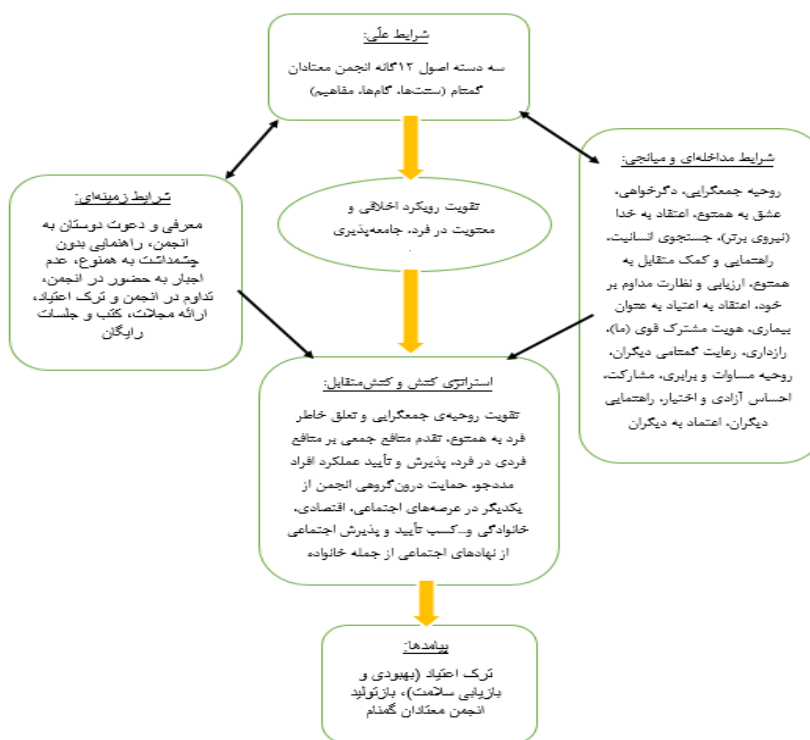 شرایط علّی:
سه دسته اصول ۱۲گانه انجمن معتادان
گمنام (سنت‌ها، گام‌ها، مفاهیم)
شرایط مداخله‌ای و میانجی:
روحیه جمعگرایی، دگرخواهی،
عشق به همنوع، اعتقاد به خدا
(نیروی برتر)، جستجوی انسانیت،
راهنمایی و کمک متقابل به
همنوع، ارزیابی و نظارت مداوم بر
خود، اعتقاد به اعتیاد به عنوان
بیماری، هویت مشترک قوی (ما)،
رازداری، رعایت گمنامی دیگران،
روحیه مساوات و برابری، مشارکت،
احساس آزادی و اختیار، راهنمایی
دیگران، اعتماد به دیگران
شرایط زمینه‌ای:
معرفی و دعوت دوستان به
انجمن، راهنمایی بدون
چشمداشت به همنوع، عدم
اجبار به حضور در انجمن،
تداوم در انجمن و ترک اعتیاد،
ارائه مجلات، کتب و جلسات
رایگان
تقویت رویکرد اخلاقی و
معنویت در فرد، جامعه‌پذیری
.
استراتژی کنش و کنش‌متقابل:
تقویت روحیه‌ی جمعگرایی و تعلق خاطر
فرد به همنوع، تقدم منافع جمعی بر منافع
فردی در فرد، پذیرش و تأیید عملکرد افراد
مددجو، حمایت درون‌گروهی انجمن از
یکدیگر در عرصه‌های اجتماعی، اقتصادی،
خانوادگی و...کسب تأیید و پذیرش اجتماعی
از نهادهای اجتماعی از جمله خانواده
پیامدها:
ترک اعتیاد (بهبودی و
بازیابی سلامت)، بازتولید
انجمن معتادان گمنام